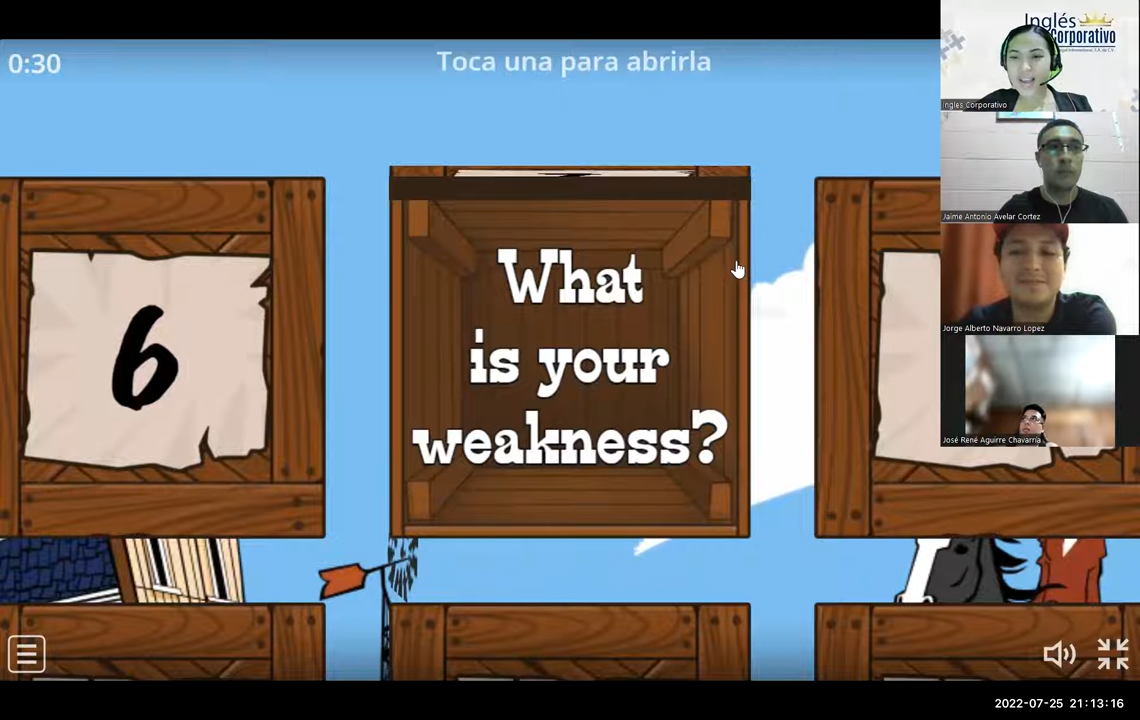 0:30
Toca una para abrirla
Inglés
Corporativo
Ingles Corporativo
Jaime Antonio Avelar Cortez
Jorge Alberto Navarro Lopez
José René Aguirre Chavarría
6
What
is your
weakness?
2022-07-25 21:13:16